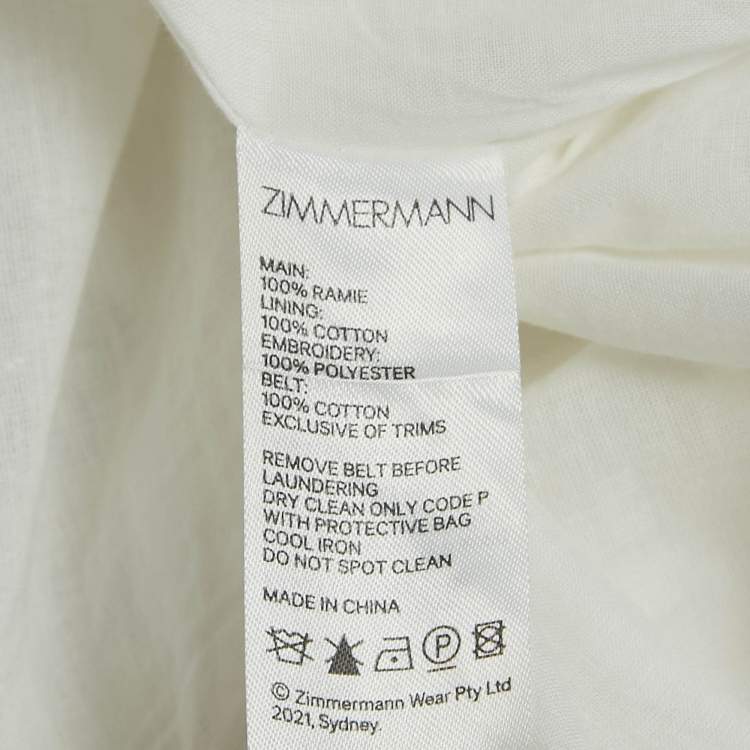 ZIMMERMANN
MAIN:
100% RAMIE
LINING:
100% COTTON
EMBROIDERY:
100% POLYESTER
BELT:
100% COTTON
EXCLUSIVE OF TRIMS
REMOVE BELT BEFORE
LAUNDERING
DRY CLEAN ONLY CODE P
WITH PROTECTIVE BAG
COOL IRON
DO NOT SPOT CLEAN
MADE IN CHINA
P
© Zimmermann Wear Pty Ltd
2021, Sydney.